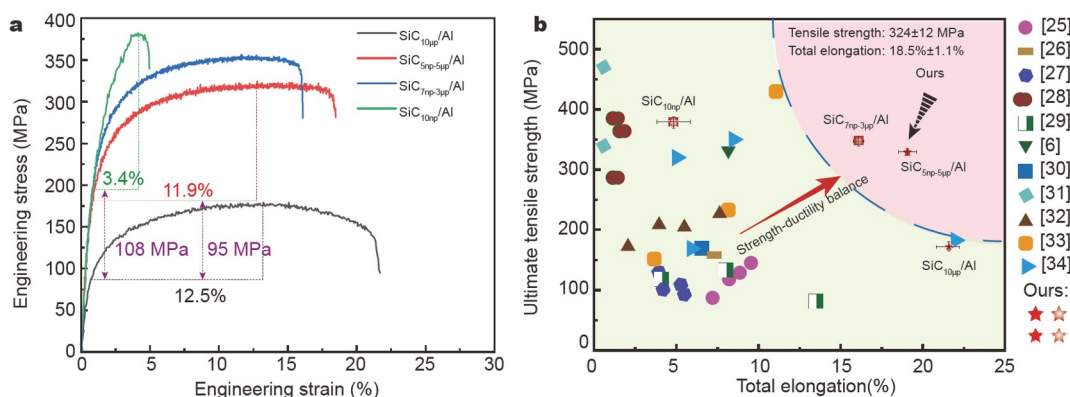 a
Engineering stress (MPa)
400
350
300
250
200
175
125
100
50
0
SiC10μp/Al
SiC5np-5μp/Al
SiC7np-3μp/Al
SiC10np/Al
3.4%
11.9%
108 MPa
95 MPa
12.5%
0
5
10
15
20
25
30
Engineering strain (%)
b
Ultimate tensile strength (MPa)
500
400
300
200
100
0
Tensile strength: 324±12 MPa
Total elongation: 18.5%±1.1%
Ours
SiC10np/Al
SiC7np-3μp/Al
SiC5np-5μp/Al
Strength-ductility balance
SiC10μp/Al
0
5
10
15
20
25
Total elongation(%)
[25]
[26]
[27]
[28]
[29]
[6]
[30]
[31]
[32]
[33]
[34]
Ours: